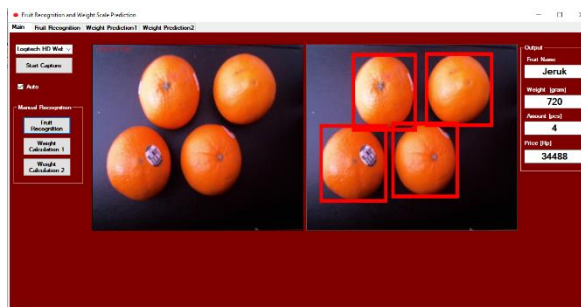 Fruit Recognition and Weight Scale Prediction
Main Fruit Recognition Weight Prediction1 Weight Prediction2
Logitech HD Wet
Start Capture
Auto
Manual Recognition
Fruit
Recognition
Weight
Calculation 1
Weight
Calculation 2
Output
Fruit Name
Jeruk
Weight [gram]
720
Amount [pcs]
4
Price [Rp]
34488